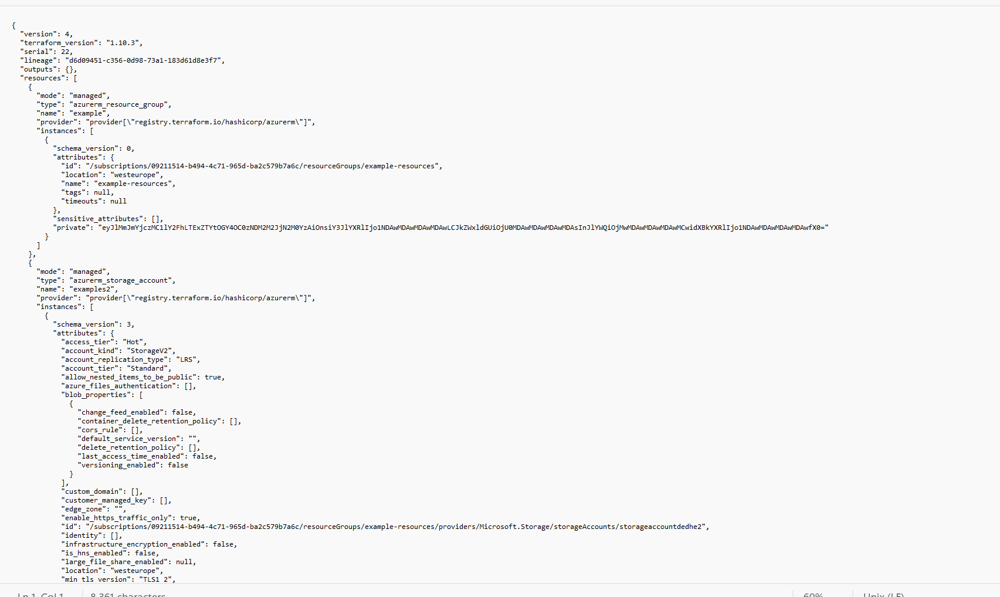 {
  "version": 4,
  "terraform_version": "1.10.3",
  "serial": 22,
  "lineage": "d6d09451-c356-0d98-73a1-183d61d8e3f7",
  "outputs": {},
  "resources": [
    {
      "mode": "managed",
      "type": "azurerm_resource_group",
      "name": "example",
      "provider": "provider[\"registry.terraform.io/hashicorp/azurerm\"]",
      "instances": [
        {
          "schema_version": 0,
          "attributes": {
            "id": "/subscriptions/09211514-b494-4c71-965d-ba2c579b7a6c/resourceGroups/example-resources",
            "location": "westeurope",
            "name": "example-resources",
            "tags": null,
            "timeouts": null
          },
          "sensitive_attributes": [],
          "private": "eyJlMmJmYjczMC1lY2FhLTExZTYtOGY4OC0zNDM2M2JjN2M0YzAiOnsiY3JlYXRlIjo1NDAwMDAwMDAwMDAwLCJkZWxldGUiOjU0MDAwMDAwMDAwMDAsInJlYWQiOjMwMDAwMDAwMDAwMCwidXBkYXRlIjo1NDAwMDAwMDAwMDAwfX0="
        }
      ]
    },
    {
      "mode": "managed",
      "type": "azurerm_storage_account",
      "name": "examples2",
      "provider": "provider[\"registry.terraform.io/hashicorp/azurerm\"]",
      "instances": [
        {
          "schema_version": 3,
          "attributes": {
            "access_tier": "Hot",
            "account_kind": "StorageV2",
            "account_replication_type": "LRS",
            "account_tier": "Standard",
            "allow_nested_items_to_be_public": true,
            "azure_files_authentication": [],
            "blob_properties": [
              {
                "change_feed_enabled": false,
                "container_delete_retention_policy": [],
                "cors_rule": [],
                "default_service_version": "",
                "delete_retention_policy": [],
                "last_access_time_enabled": false,
                "versioning_enabled": false
              }
            ],
            "custom_domain": [],
            "customer_managed_key": [],
            "edge_zone": "",
            "enable_https_traffic_only": true,
            "id": "/subscriptions/09211514-b494-4c71-965d-ba2c579b7a6c/resourceGroups/example-resources/providers/Microsoft.Storage/storageAccounts/storageaccountdedhe2",
            "identity": [],
            "infrastructure_encryption_enabled": false,
            "is_hns_enabled": false,
            "large_file_share_enabled": null,
            "location": "westeurope",
            "min_tls_version": "TLS1_2",
Ln 1, Col 1 8,361 characters 60% Unix (LF)